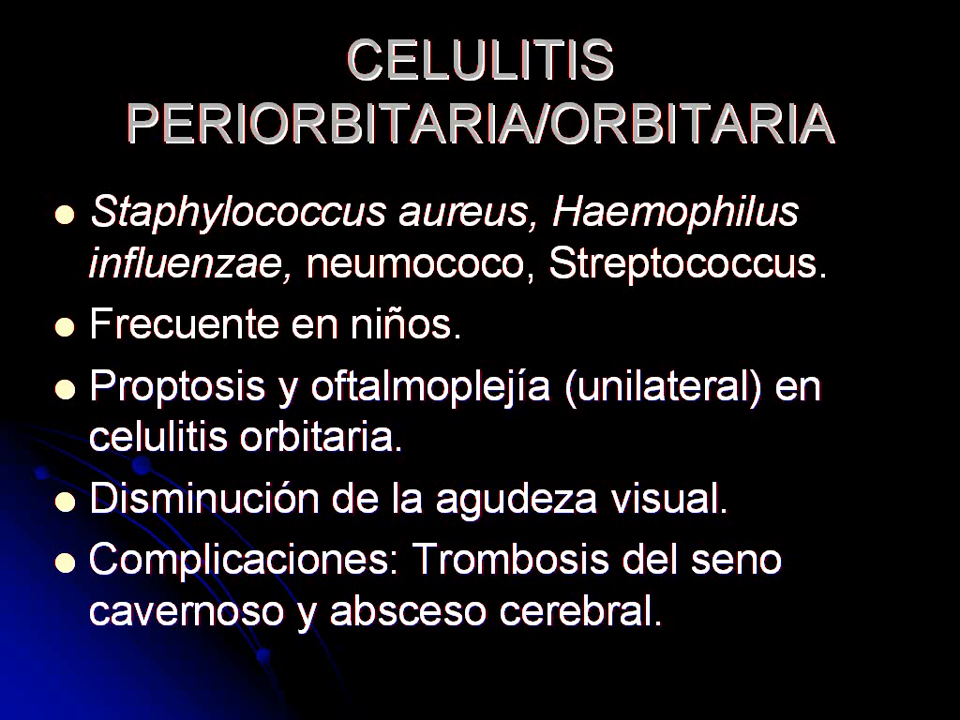 CELULITIS
PERIORBITARIA/ORBITARIA
Staphylococcus aureus, Haemophilus
influenzae, neumococo, Streptococcus.
Frecuente en niños.
Proptosis y oftalmoplejía (unilateral) en
celulitis orbitaria.
Disminución de la agudeza visual.
Complicaciones: Trombosis del seno
cavernoso y absceso cerebral.